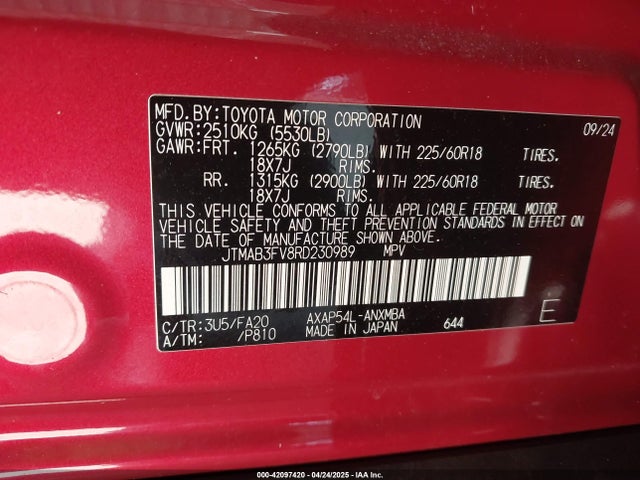 MFD. BY: TOYOTA MOTOR CORPORATION 09/24
GVWR: 2510KG (5530LB)
GAWR: FRT. 1265KG (2790LB) WITH 225/60R18 TIRES.
18X7J RIMS.
RR. 1315KG (2900LB) WITH 225/60R18 TIRES.
18X7J RIMS.
THIS VEHICLE CONFORMS TO ALL APPLICABLE FEDERAL MOTOR
VEHICLE SAFETY AND THEFT PREVENTION STANDARDS IN EFFECT ON
THE DATE OF MANUFACTURE SHOWN ABOVE.
JTMAB3FV8RD230989 MPV
C/TR: 3U5/FA20 AXAP54L-ANXMBA
A/TM: /P810 MADE IN JAPAN 644 E
000-42097420 - 04/24/2025 - IAA Inc.